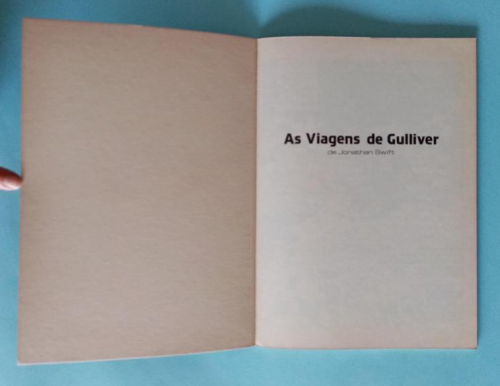 As Viagens de Gulliver
de Jonathan Swift